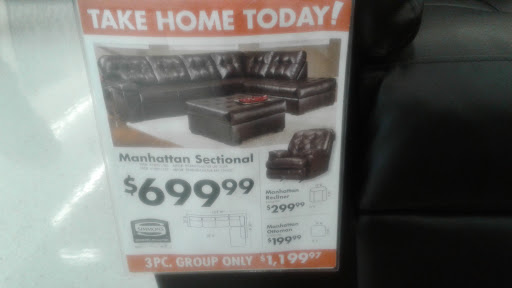 TAKE HOME TODAY!
Manhattan Sectional
$699.99
Manhattan
Recliner
$299.99
Manhattan
Ottoman
$199.99
3PC. GROUP ONLY $1,199.97